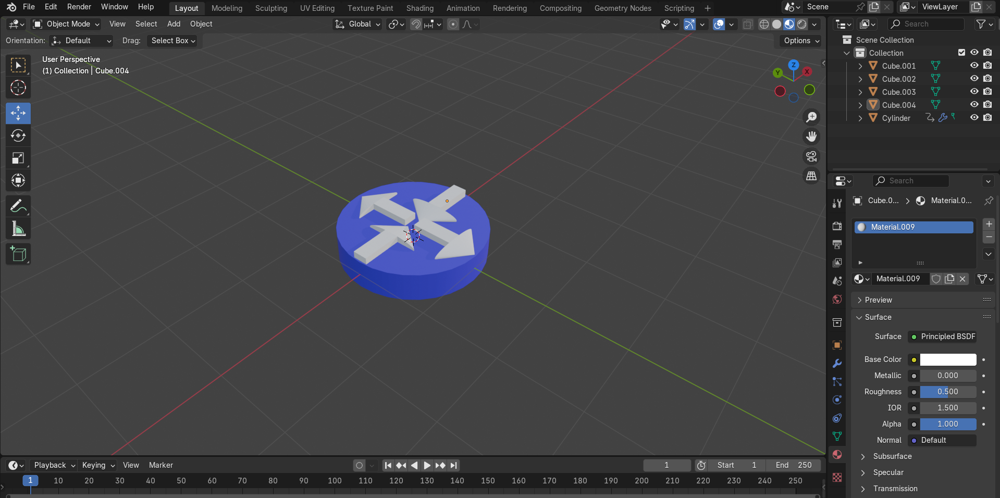 File Edit Render Window Help Layout Modeling Sculpting UV Editing Texture Paint Shading Animation Rendering Compositing Geometry Nodes Scripting + Scene ViewLayer
Object Mode View Select Add Object Global Search
Orientation: Default Drag: Select Box Options
User Perspective
(1) Collection | Cube.004
Z
Y
X
Scene Collection
Collection
Cube.001
Cube.002
Cube.003
Cube.004
Cylinder
Search
Cube.0... Material.0...
Material.009
Material.009
Preview
Surface
Surface Principled BSDF
Base Color
Metallic 0.000
Roughness 0.500
IOR 1.500
Alpha 1.000
Normal Default
Subsurface
Specular
Transmission
Playback Keying View Marker 1 Start 1 End 250
1 10 20 30 40 50 60 70 80 90 100 110 120 130 140 150 160 170 180 190 200 210 220 230 240 250